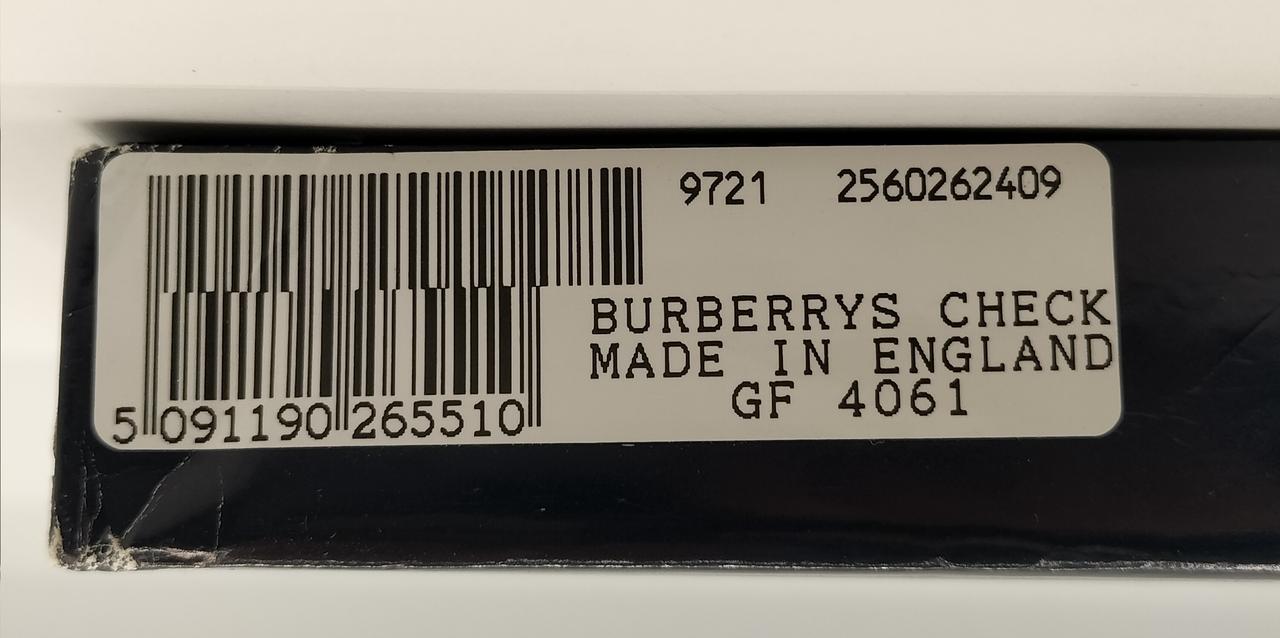 9721 2560262409
BURBERRYS CHECK
MADE IN ENGLAND
GF 4061
5 091190 265510